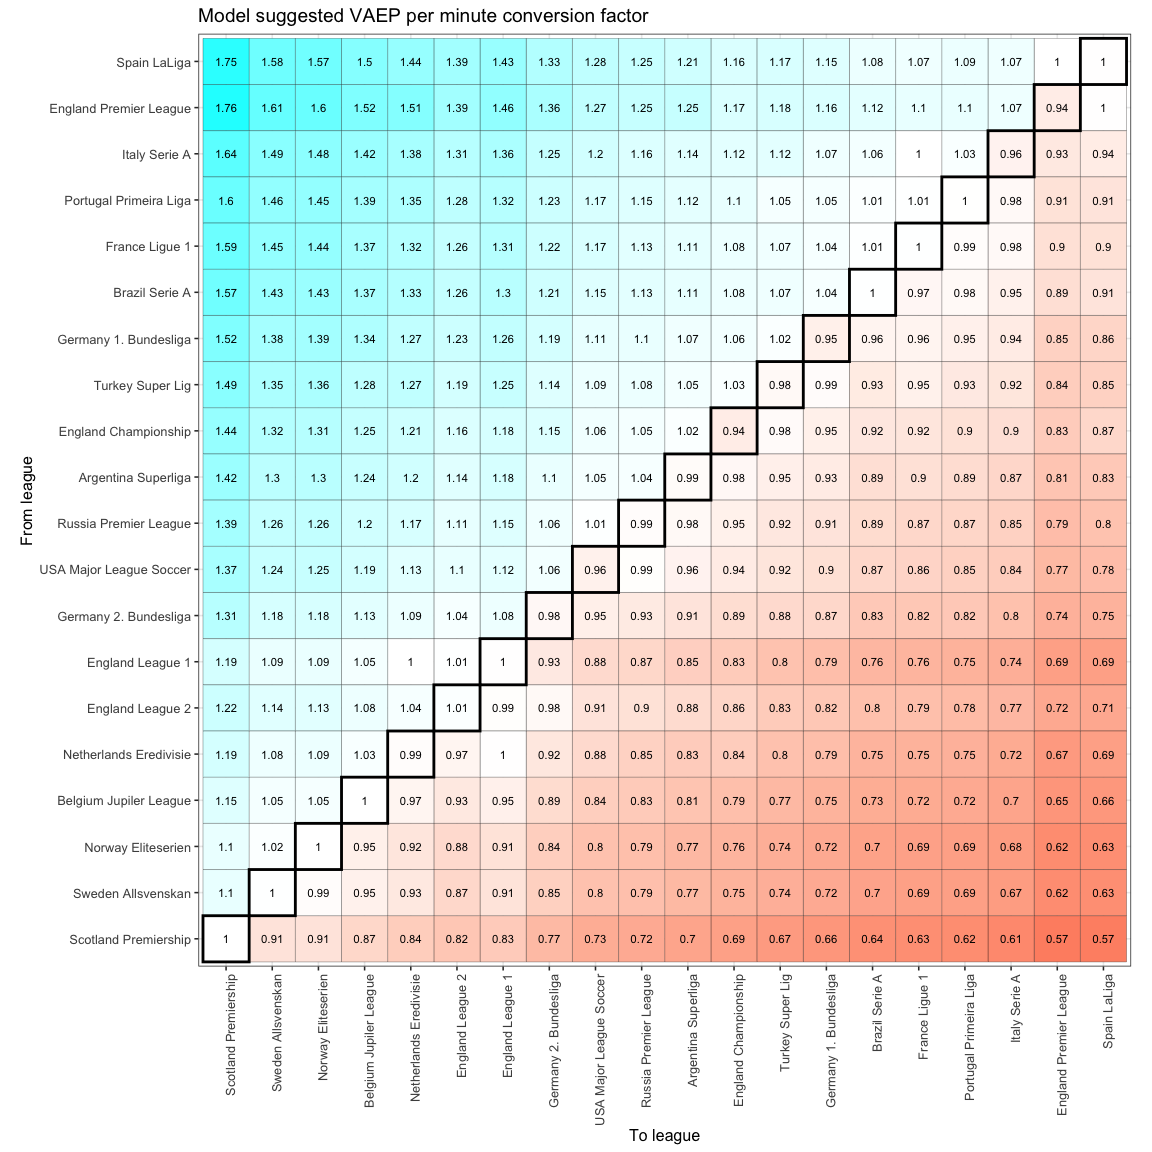 Model suggested VAEP per minute conversion factor
From league
Spain LaLiga 1.75 1.58 1.57 1.5 1.44 1.39 1.43 1.33 1.28 1.25 1.21 1.16 1.17 1.15 1.08 1.07 1.09 1.07 1 1
England Premier League 1.76 1.61 1.6 1.52 1.51 1.39 1.46 1.36 1.27 1.25 1.25 1.17 1.18 1.16 1.12 1.1 1.1 1.07 0.94 1
Italy Serie A 1.64 1.49 1.48 1.42 1.38 1.31 1.36 1.25 1.2 1.16 1.14 1.12 1.12 1.07 1.06 1 1.03 0.96 0.93 0.94
Portugal Primeira Liga 1.6 1.46 1.45 1.39 1.35 1.28 1.32 1.23 1.17 1.15 1.12 1.1 1.05 1.05 1.01 1.01 1 0.98 0.91 0.91
France Ligue 1 1.59 1.45 1.44 1.37 1.32 1.26 1.31 1.22 1.17 1.13 1.11 1.08 1.07 1.04 1.01 1 0.99 0.98 0.9 0.9
Brazil Serie A 1.57 1.43 1.43 1.37 1.33 1.26 1.3 1.21 1.15 1.13 1.11 1.08 1.07 1.04 1 0.97 0.98 0.95 0.89 0.91
Germany 1. Bundesliga 1.52 1.38 1.39 1.34 1.27 1.23 1.26 1.19 1.11 1.1 1.07 1.06 1.02 0.95 0.96 0.96 0.95 0.94 0.85 0.86
Turkey Super Lig 1.49 1.35 1.36 1.28 1.27 1.19 1.25 1.14 1.09 1.08 1.05 1.03 0.98 0.99 0.93 0.95 0.93 0.92 0.84 0.85
England Championship 1.44 1.32 1.31 1.25 1.21 1.16 1.18 1.15 1.06 1.05 1.02 0.94 0.98 0.95 0.92 0.92 0.9 0.9 0.83 0.87
Argentina Superliga 1.42 1.3 1.3 1.24 1.2 1.14 1.18 1.1 1.05 1.04 0.99 0.98 0.95 0.93 0.89 0.9 0.89 0.87 0.81 0.83
Russia Premier League 1.39 1.26 1.26 1.2 1.17 1.11 1.15 1.06 1.01 0.99 0.98 0.95 0.92 0.91 0.89 0.87 0.87 0.85 0.79 0.8
USA Major League Soccer 1.37 1.24 1.25 1.19 1.13 1.1 1.12 1.06 0.96 0.99 0.96 0.94 0.92 0.9 0.87 0.86 0.85 0.84 0.77 0.78
Germany 2. Bundesliga 1.31 1.18 1.18 1.13 1.09 1.04 1.08 0.98 0.95 0.93 0.91 0.89 0.88 0.87 0.83 0.82 0.82 0.8 0.74 0.75
England League 1 1.19 1.09 1.09 1.05 1 1.01 1 0.93 0.88 0.87 0.85 0.83 0.8 0.79 0.76 0.76 0.75 0.74 0.69 0.69
England League 2 1.22 1.14 1.13 1.08 1.04 1.01 0.99 0.98 0.91 0.9 0.88 0.86 0.83 0.82 0.8 0.79 0.78 0.77 0.72 0.71
Netherlands Eredivisie 1.19 1.08 1.09 1.03 0.99 0.97 1 0.92 0.88 0.85 0.83 0.84 0.8 0.79 0.75 0.75 0.75 0.72 0.67 0.69
Belgium Jupiler League 1.15 1.05 1.05 1 0.97 0.93 0.95 0.89 0.84 0.83 0.81 0.79 0.77 0.75 0.73 0.72 0.72 0.7 0.65 0.66
Norway Eliteserien 1.1 1.02 1 0.95 0.92 0.88 0.91 0.84 0.8 0.79 0.77 0.76 0.74 0.72 0.7 0.69 0.69 0.68 0.62 0.63
Sweden Allsvenskan 1.1 1 0.99 0.95 0.93 0.87 0.91 0.85 0.8 0.79 0.77 0.75 0.74 0.72 0.7 0.69 0.69 0.67 0.62 0.63
Scotland Premiership 1 0.91 0.91 0.87 0.84 0.82 0.83 0.77 0.73 0.72 0.7 0.69 0.67 0.66 0.64 0.63 0.62 0.61 0.57 0.57
Scotland Premiership
Sweden Allsvenskan
Norway Eliteserien
Belgium Jupiler League
Netherlands Eredivisie
England League 2
England League 1
Germany 2. Bundesliga
USA Major League Soccer
Russia Premier League
Argentina Superliga
England Championship
Turkey Super Lig
Germany 1. Bundesliga
Brazil Serie A
France Ligue 1
Portugal Primeira Liga
Italy Serie A
England Premier League
Spain LaLiga
To league